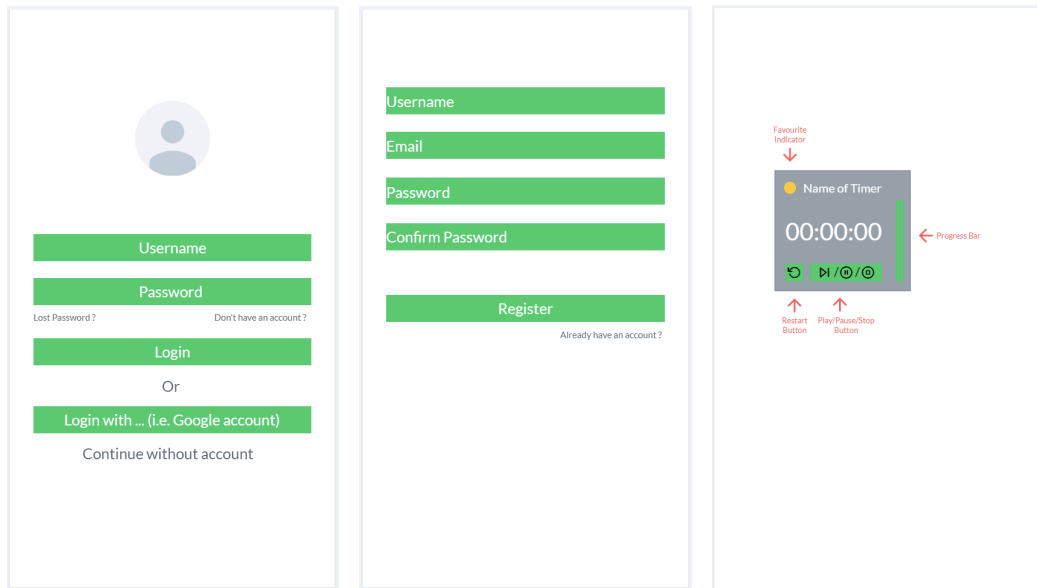 Username
Password
Lost Password ?
Don't have an account ?
Login
Or
Login with ... (i.e. Google account)
Continue without account
Username
Email
Password
Confirm Password
Register
Already have an account ?
Favourite
Indicator
Name of Timer
00:00:00
Progress Bar
/ /
Restart
Button
Play/Pause/Stop
Button